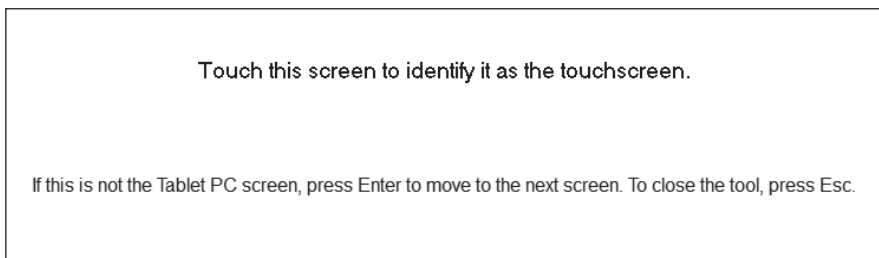 Touch this screen to identify it as the touchscreen.
If this is not the Tablet PC screen, press Enter to move to the next screen. To close the tool, press Esc.